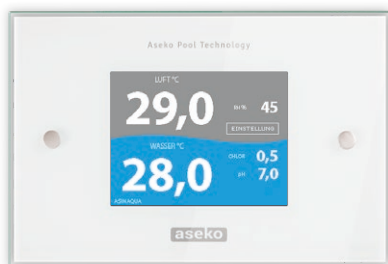 Aseko Pool Technology
LUFT °C
29,0
RH % 45
EINSTELLUNG
WASSER °C
28,0
CHLOR 0,5
pH 7,0
ASIN AQUA
aseko